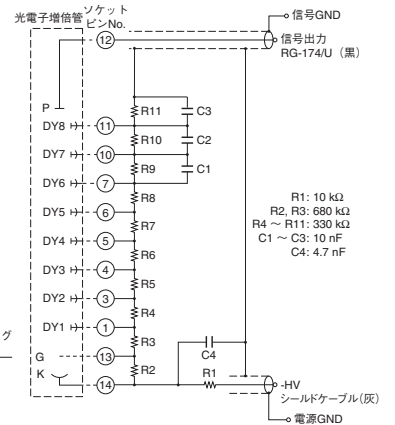 光電子増倍管
ソケット
ピンNo.
信号GND
12
信号出力
RG-174/U（黒）
P
R11
C3
DY8
11
R10
C2
DY7
10
R9
C1
DY6
7
R8
DY5
6
R7
DY4
5
R6
DY3
4
R5
DY2
3
R4
DY1
1
R3
G
13
R2
K
14
R1: 10 kΩ
R2, R3: 680 kΩ
R4 ～ R11: 330 kΩ
C1 ～ C3: 10 nF
C4: 4.7 nF
グ
C4
R1
-HV
シールドケーブル（灰）
電源GND